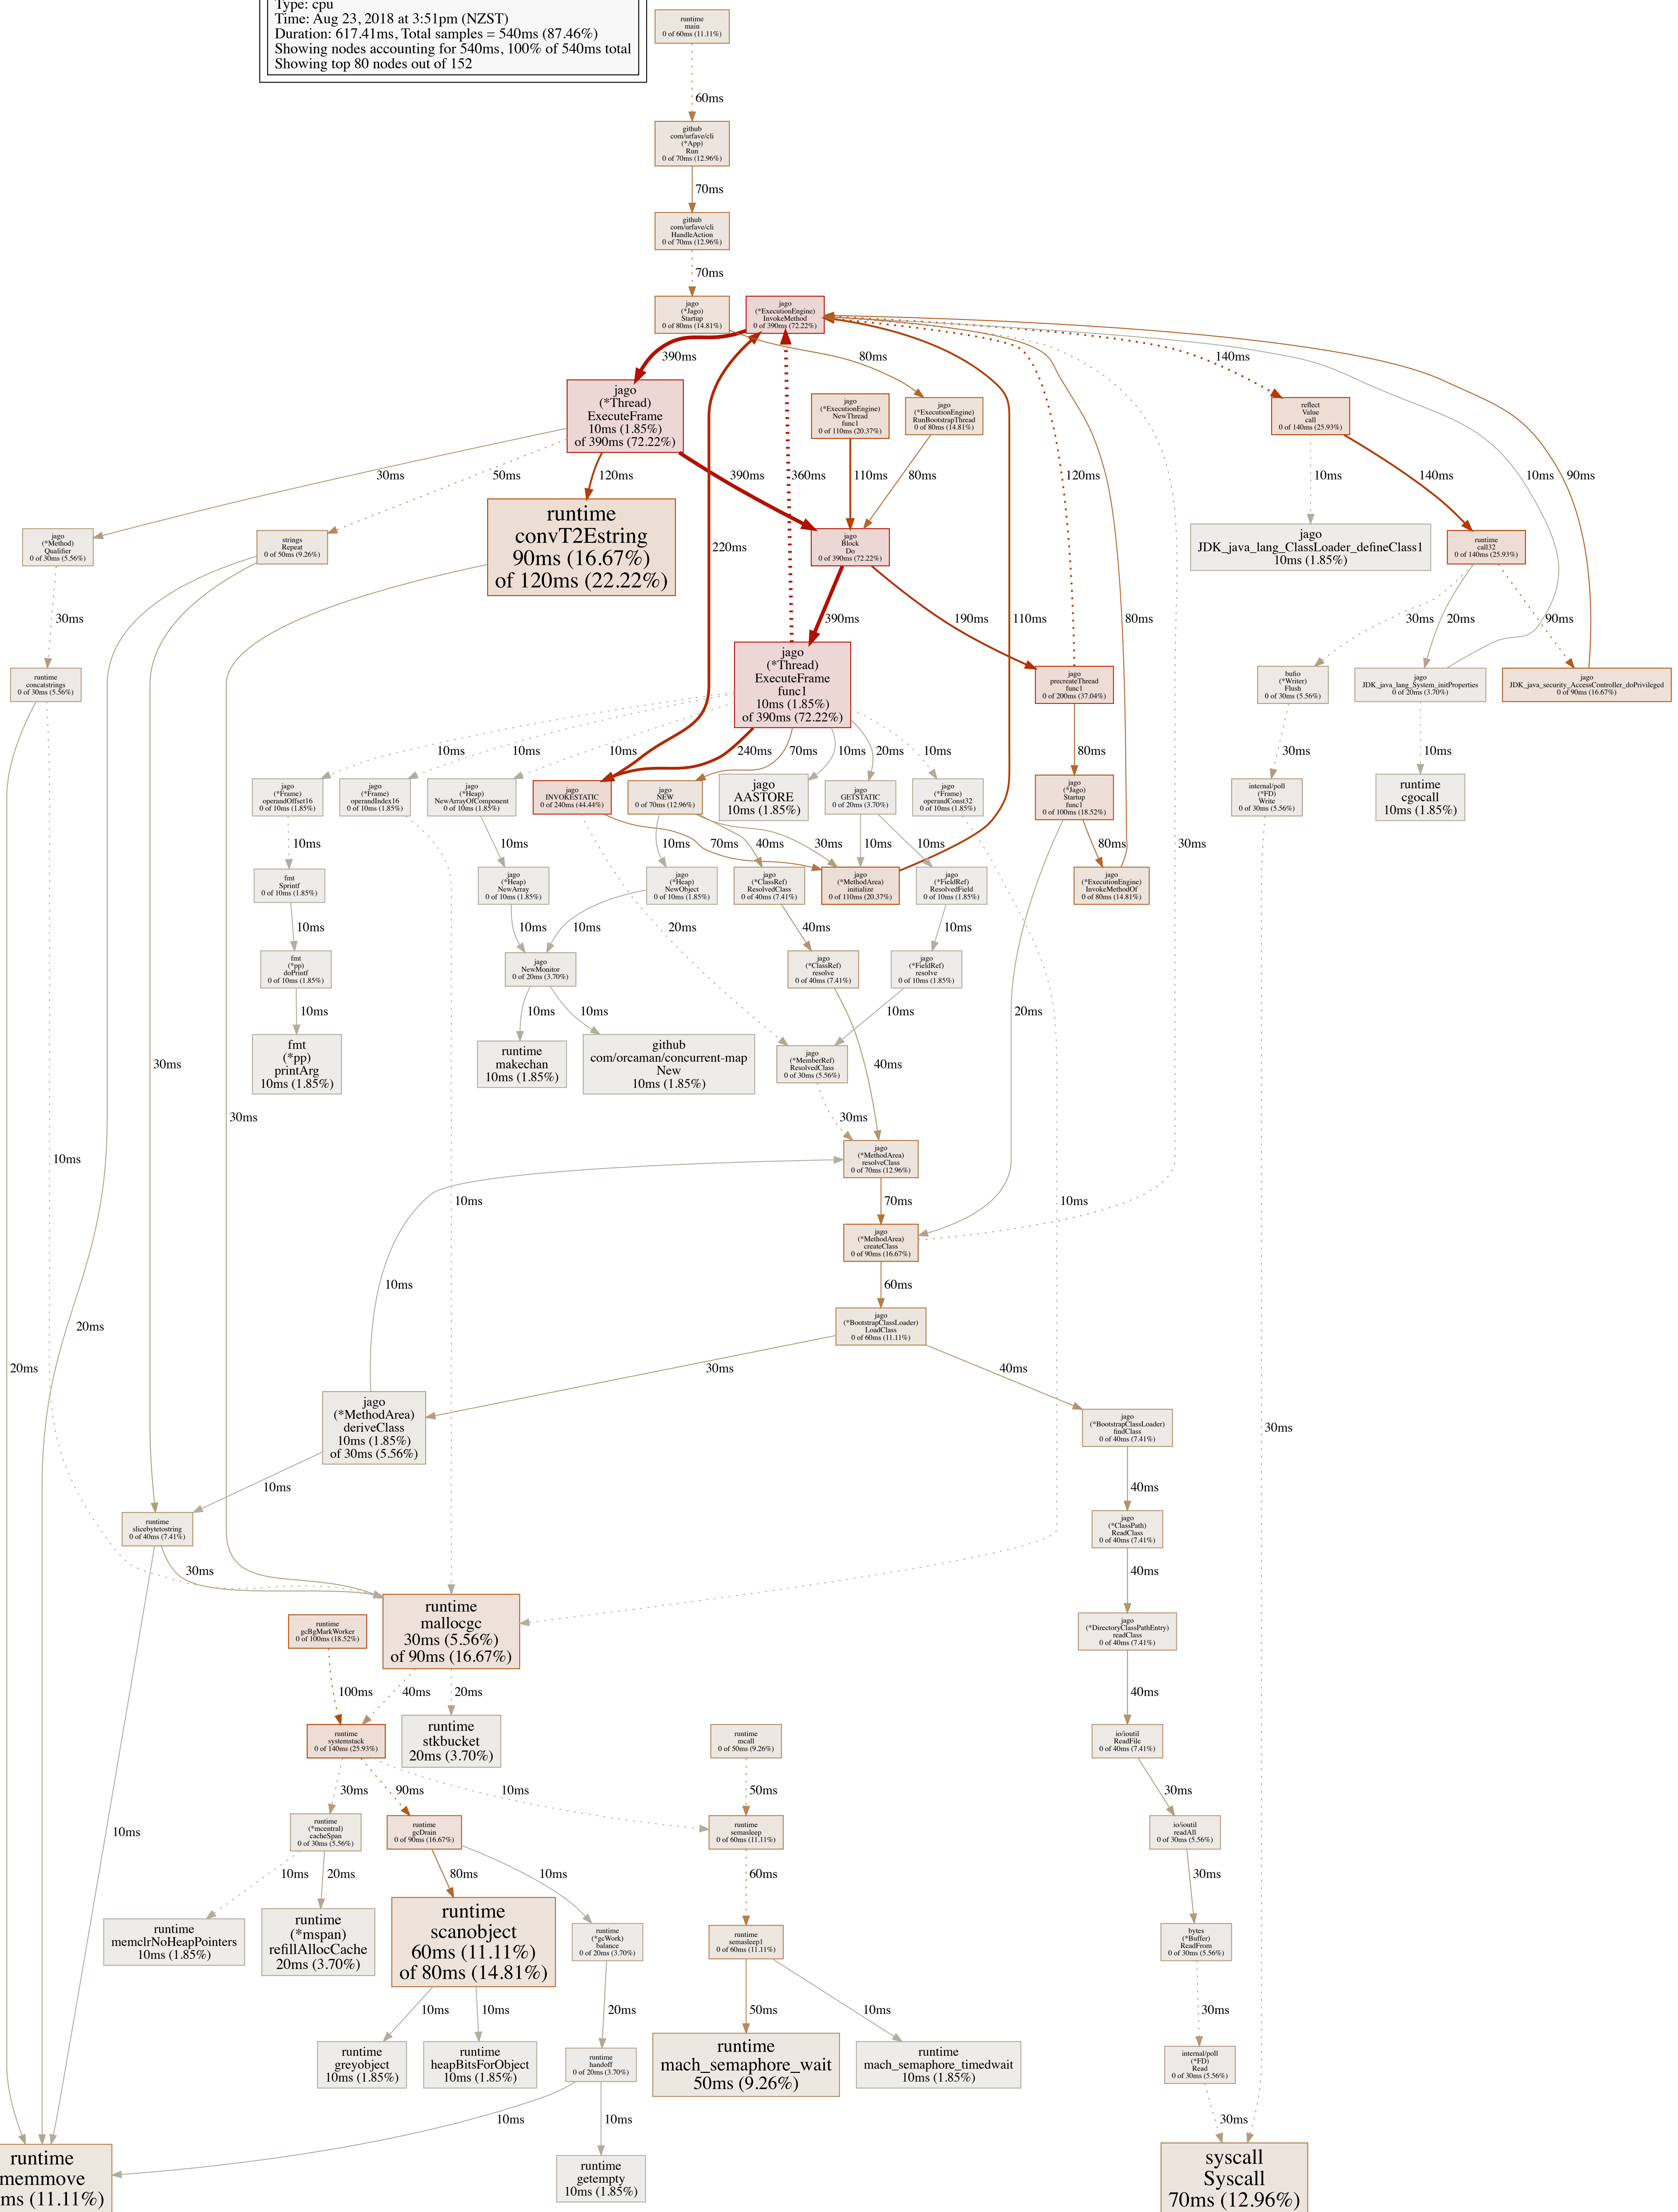 Type: cpu
Time: Aug 23, 2018 at 3:51pm (NZST)
Duration: 617.41ms, Total samples = 540ms (87.46%)
Showing nodes accounting for 540ms, 100% of 540ms total
Showing top 80 nodes out of 152
runtime
main
0 of 60ms (11.11%)
60ms
github
com/urfave/cli
(*App)
Run
0 of 70ms (12.96%)
70ms
github
com/urfave/cli
HandleAction
0 of 70ms (12.96%)
70ms
jago
(*Jago)
Startup
0 of 80ms (14.81%)
jago
(*ExecutionEngine)
InvokeMethod
0 of 390ms (72.22%)
390ms
80ms
140ms
jago
(*Thread)
ExecuteFrame
10ms (1.85%)
of 390ms (72.22%)
jago
(*ExecutionEngine)
NewThread
func1
0 of 110ms (20.37%)
jago
(*ExecutionEngine)
RunBootstrapThread
0 of 80ms (14.81%)
reflect
Value
call
0 of 140ms (25.93%)
30ms
50ms
120ms
390ms
360ms
110ms
80ms
120ms
10ms
140ms
10ms
90ms
jago
(*Method)
Qualifier
0 of 30ms (5.56%)
strings
Repeat
0 of 50ms (9.26%)
runtime
convT2Estring
90ms (16.67%)
of 120ms (22.22%)
220ms
jago
Block
Do
0 of 390ms (72.22%)
jago
JDK_java_lang_ClassLoader_defineClass1
10ms (1.85%)
runtime
call32
0 of 140ms (25.93%)
30ms
390ms
190ms
110ms
80ms
30ms
20ms
90ms
runtime
concatstrings
0 of 30ms (5.56%)
jago
(*Thread)
ExecuteFrame
func1
10ms (1.85%)
of 390ms (72.22%)
jago
precreateThread
func1
0 of 200ms (37.04%)
bufio
(*Writer)
Flush
0 of 30ms (5.56%)
jago
JDK_java_lang_System_initProperties
0 of 20ms (3.70%)
jago
JDK_java_security_AccessController_doPrivileged
0 of 90ms (16.67%)
10ms
10ms
10ms
240ms
70ms
10ms
20ms
10ms
80ms
30ms
10ms
jago
(*Frame)
operandOffset16
0 of 10ms (1.85%)
jago
(*Frame)
operandIndex16
0 of 10ms (1.85%)
jago
(*Heap)
NewArrayOfComponent
0 of 10ms (1.85%)
jago
INVOKESTATIC
0 of 240ms (44.44%)
jago
NEW
0 of 70ms (12.96%)
jago
AASTORE
10ms (1.85%)
jago
GETSTATIC
0 of 20ms (3.70%)
jago
(*Frame)
operandConst32
0 of 10ms (1.85%)
jago
(*Jago)
Startup
func1
0 of 100ms (18.52%)
internal/poll
(*FD)
Write
0 of 30ms (5.56%)
runtime
cgocall
10ms (1.85%)
10ms
10ms
70ms
10ms
40ms
30ms
10ms
10ms
80ms
30ms
fmt
Sprintf
0 of 10ms (1.85%)
jago
(*Heap)
NewArray
0 of 10ms (1.85%)
jago
(*Heap)
NewObject
0 of 10ms (1.85%)
jago
(*ClassRef)
ResolvedClass
0 of 40ms (7.41%)
jago
(*MethodArea)
initialize
0 of 110ms (20.37%)
jago
(*FieldRef)
ResolvedField
0 of 10ms (1.85%)
jago
(*ExecutionEngine)
InvokeMethodOf
0 of 80ms (14.81%)
10ms
10ms
10ms
20ms
40ms
10ms
fmt
(*pp)
doPrintf
0 of 10ms (1.85%)
jago
NewMonitor
0 of 20ms (3.70%)
jago
(*ClassRef)
resolve
0 of 40ms (7.41%)
jago
(*FieldRef)
resolve
0 of 10ms (1.85%)
10ms
10ms
10ms
10ms
20ms
fmt
(*pp)
printArg
10ms (1.85%)
runtime
makechan
10ms (1.85%)
github
com/orcaman/concurrent-map
New
10ms (1.85%)
jago
(*MemberRef)
ResolvedClass
0 of 30ms (5.56%)
30ms
40ms
30ms
30ms
jago
(*MethodArea)
resolveClass
0 of 70ms (12.96%)
10ms
10ms
70ms
10ms
jago
(*MethodArea)
createClass
0 of 90ms (16.67%)
10ms
60ms
jago
(*BootstrapClassLoader)
LoadClass
0 of 60ms (11.11%)
20ms
20ms
30ms
40ms
jago
(*MethodArea)
deriveClass
10ms (1.85%)
of 30ms (5.56%)
jago
(*BootstrapClassLoader)
findClass
0 of 40ms (7.41%)
30ms
10ms
40ms
runtime
slicebytetostring
0 of 40ms (7.41%)
jago
(*ClassPath)
ReadClass
0 of 40ms (7.41%)
30ms
40ms
runtime
gcBgMarkWorker
0 of 100ms (18.52%)
runtime
mallocgc
30ms (5.56%)
of 90ms (16.67%)
jago
(*DirectoryClassPathEntry)
readClass
0 of 40ms (7.41%)
100ms
40ms
20ms
40ms
runtime
systemstack
0 of 140ms (25.93%)
runtime
stkbucket
20ms (3.70%)
runtime
mcall
0 of 50ms (9.26%)
io/ioutil
ReadFile
0 of 40ms (7.41%)
30ms
90ms
10ms
50ms
30ms
10ms
runtime
(*mcentral)
cacheSpan
0 of 30ms (5.56%)
runtime
gcDrain
0 of 90ms (16.67%)
runtime
semasleep
0 of 60ms (11.11%)
io/ioutil
readAll
0 of 30ms (5.56%)
10ms
20ms
80ms
10ms
60ms
30ms
runtime
memclrNoHeapPointers
10ms (1.85%)
runtime
(*mspan)
refillAllocCache
20ms (3.70%)
runtime
scanobject
60ms (11.11%)
of 80ms (14.81%)
runtime
(*gcWork)
balance
0 of 20ms (3.70%)
runtime
semasleep1
0 of 60ms (11.11%)
bytes
(*Buffer)
ReadFrom
0 of 30ms (5.56%)
10ms
10ms
20ms
50ms
10ms
30ms
runtime
greyobject
10ms (1.85%)
runtime
heapBitsForObject
10ms (1.85%)
runtime
handoff
0 of 20ms (3.70%)
runtime
mach_semaphore_wait
50ms (9.26%)
runtime
mach_semaphore_timedwait
10ms (1.85%)
internal/poll
(*FD)
Read
0 of 30ms (5.56%)
10ms
10ms
30ms
runtime
memmove
ms (11.11%)
runtime
getempty
10ms (1.85%)
syscall
Syscall
70ms (12.96%)